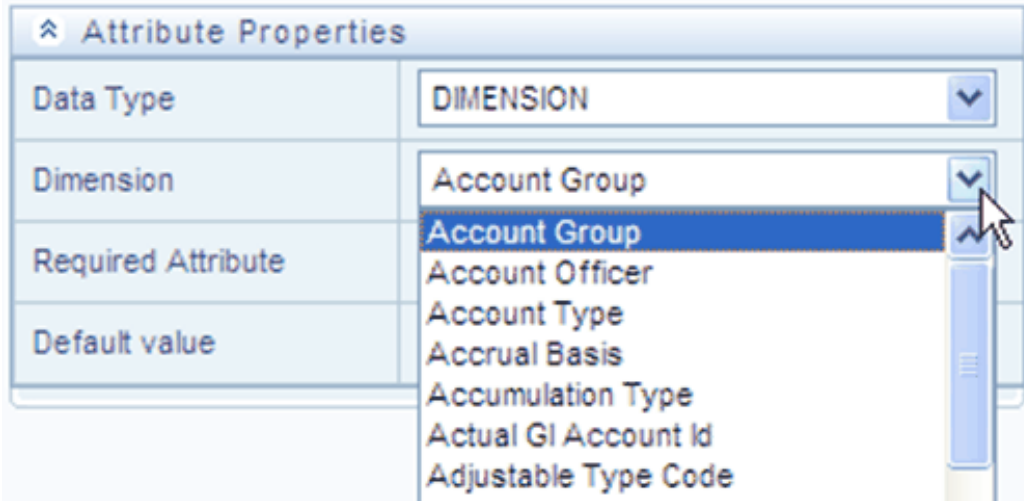 Attribute Properties
Data Type
DIMENSION
Dimension
Account Group
Account Group
Account Officer
Required Attribute
Account Type
Accrual Basis
Default value
Accumulation Type
Actual Gl Account Id
Adjustable Type Code